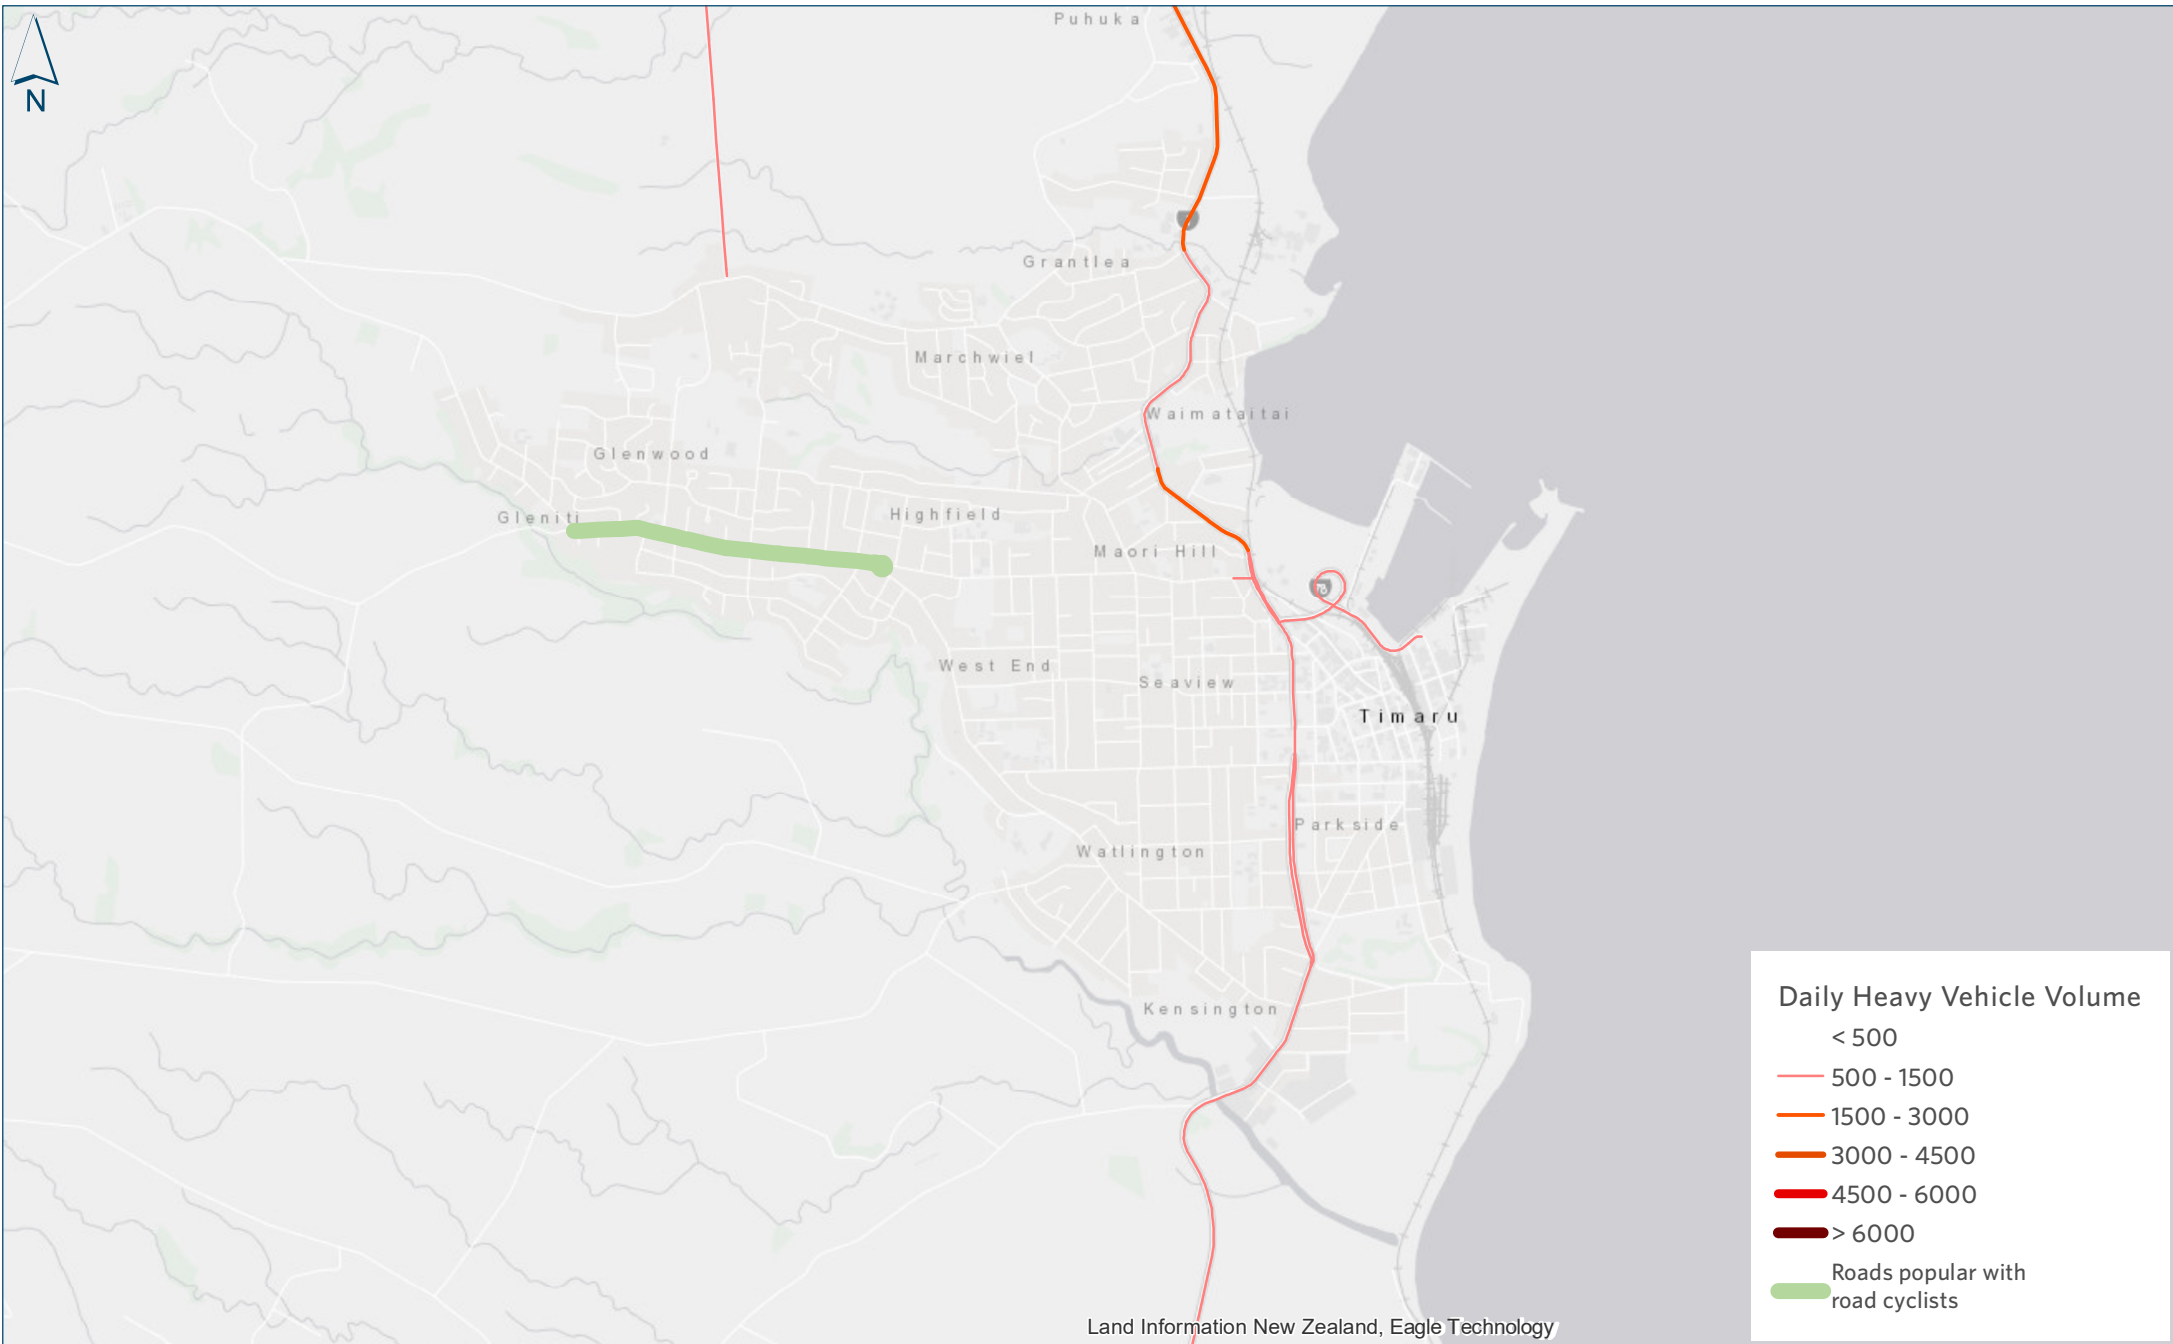 Puhuka
N
Grantlea
Marchwiel
Waimataitai
Glenwood
Gleniti
Highfield
Maori Hill
78
West End
Seaview
Timaru
Parkside
Watlington
Kensington
Daily Heavy Vehicle Volume
< 500
500 - 1500
1500 - 3000
3000 - 4500
4500 - 6000
> 6000
Roads popular with
road cyclists
Land Information New Zealand, Eagle Technology